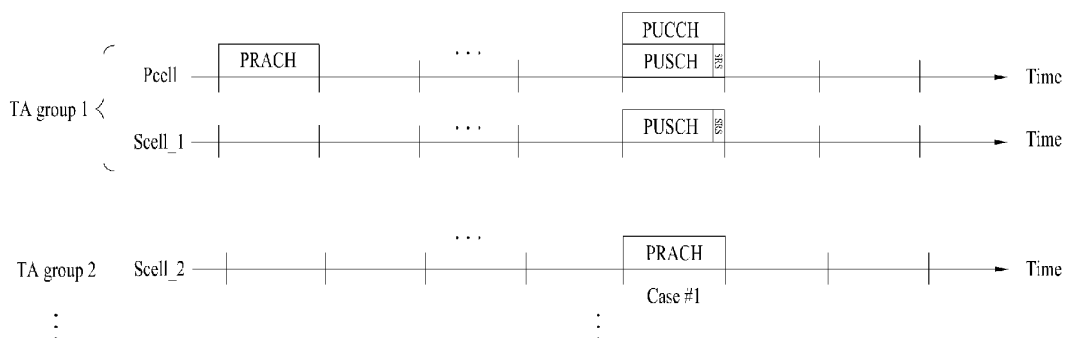 PUCCH
PRACH
PUSCH
SRS
Pcell
Time
TA group 1
PUSCH
SRS
Scell_1
Time
PRACH
TA group 2
Scell_2
Time
Case #1